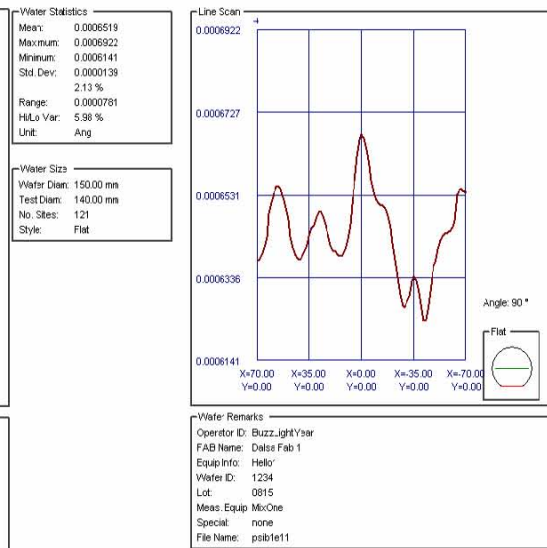 Wafer Statistics
Mean: 0.0006519
Maximum: 0.0006922
Minimum: 0.0006141
Std. Dev: 0.0000139
2.13 %
Range: 0.0000781
Hi/Lo Var: 5.98 %
Unit: Ang
Wafer Size
Wafer Diam: 150.00 mm
Test Diam: 140.00 mm
No. Sites: 121
Style: Flat
Line Scan
0.0006922
0.0006727
0.0006531
0.0006336
0.0006141
X=70.00 X=35.00 X=0.00 X=-35.00 X=-70.00
Y=0.00 Y=0.00 Y=0.00 Y=0.00 Y=0.00
Angle: 90 °
Flat
Wafer Remarks
Operator ID: BuzzLightYear
FAB Name: Dalsa Fab 1
Equip Info: Hello'
Wafer ID: 1234
Lot: 0815
Meas. Equip MixOne
Special: none
File Name: psib1e11